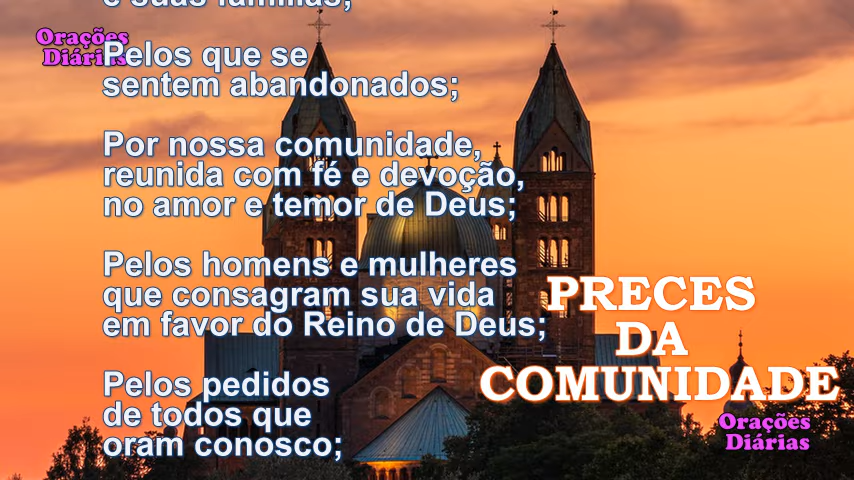 e suas famílias;
Orações
Diárias
Pelos que se
sentem abandonados;
Por nossa comunidade,
reunida com fé e devoção,
no amor e temor de Deus;
Pelos homens e mulheres
que consagram sua vida
em favor do Reino de Deus;
Pelos pedidos
de todos que
oram conosco;
PRECES
DA
COMUNIDADE
Orações
Diárias